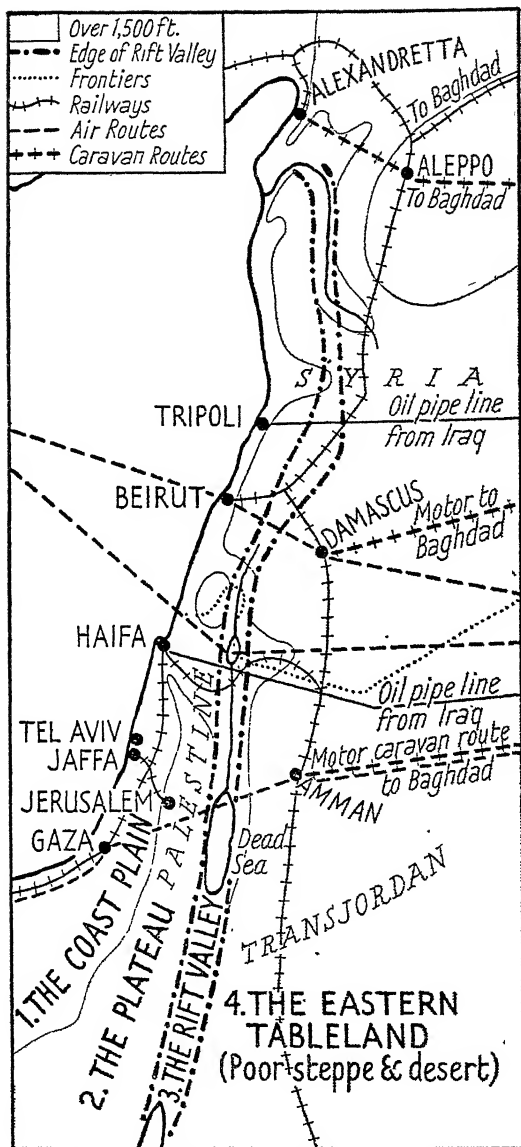 Over 1,500 ft.
Edge of Rift Valley
Frontiers
Railways
Air Routes
Caravan Routes
ALEXANDRETTA
To Baghdad
ALEPPO
To Baghdad
SYRIA
TRIPOLI
Oil pipe line
from Iraq
BEIRUT
DAMASCUS
Motor to
Baghdad
HAIFA
Oil pipe line
from Iraq
TEL AVIV
JAFFA
Motor caravan route
to Baghdad
AMMAN
JERUSALEM
GAZA
PALESTINE
Dead
Sea
TRANSJORDAN
1. THE COAST PLAIN
2. THE PLATEAU
3. THE RIFT VALLEY
4. THE EASTERN
TABLELAND
(Poor steppe & desert)